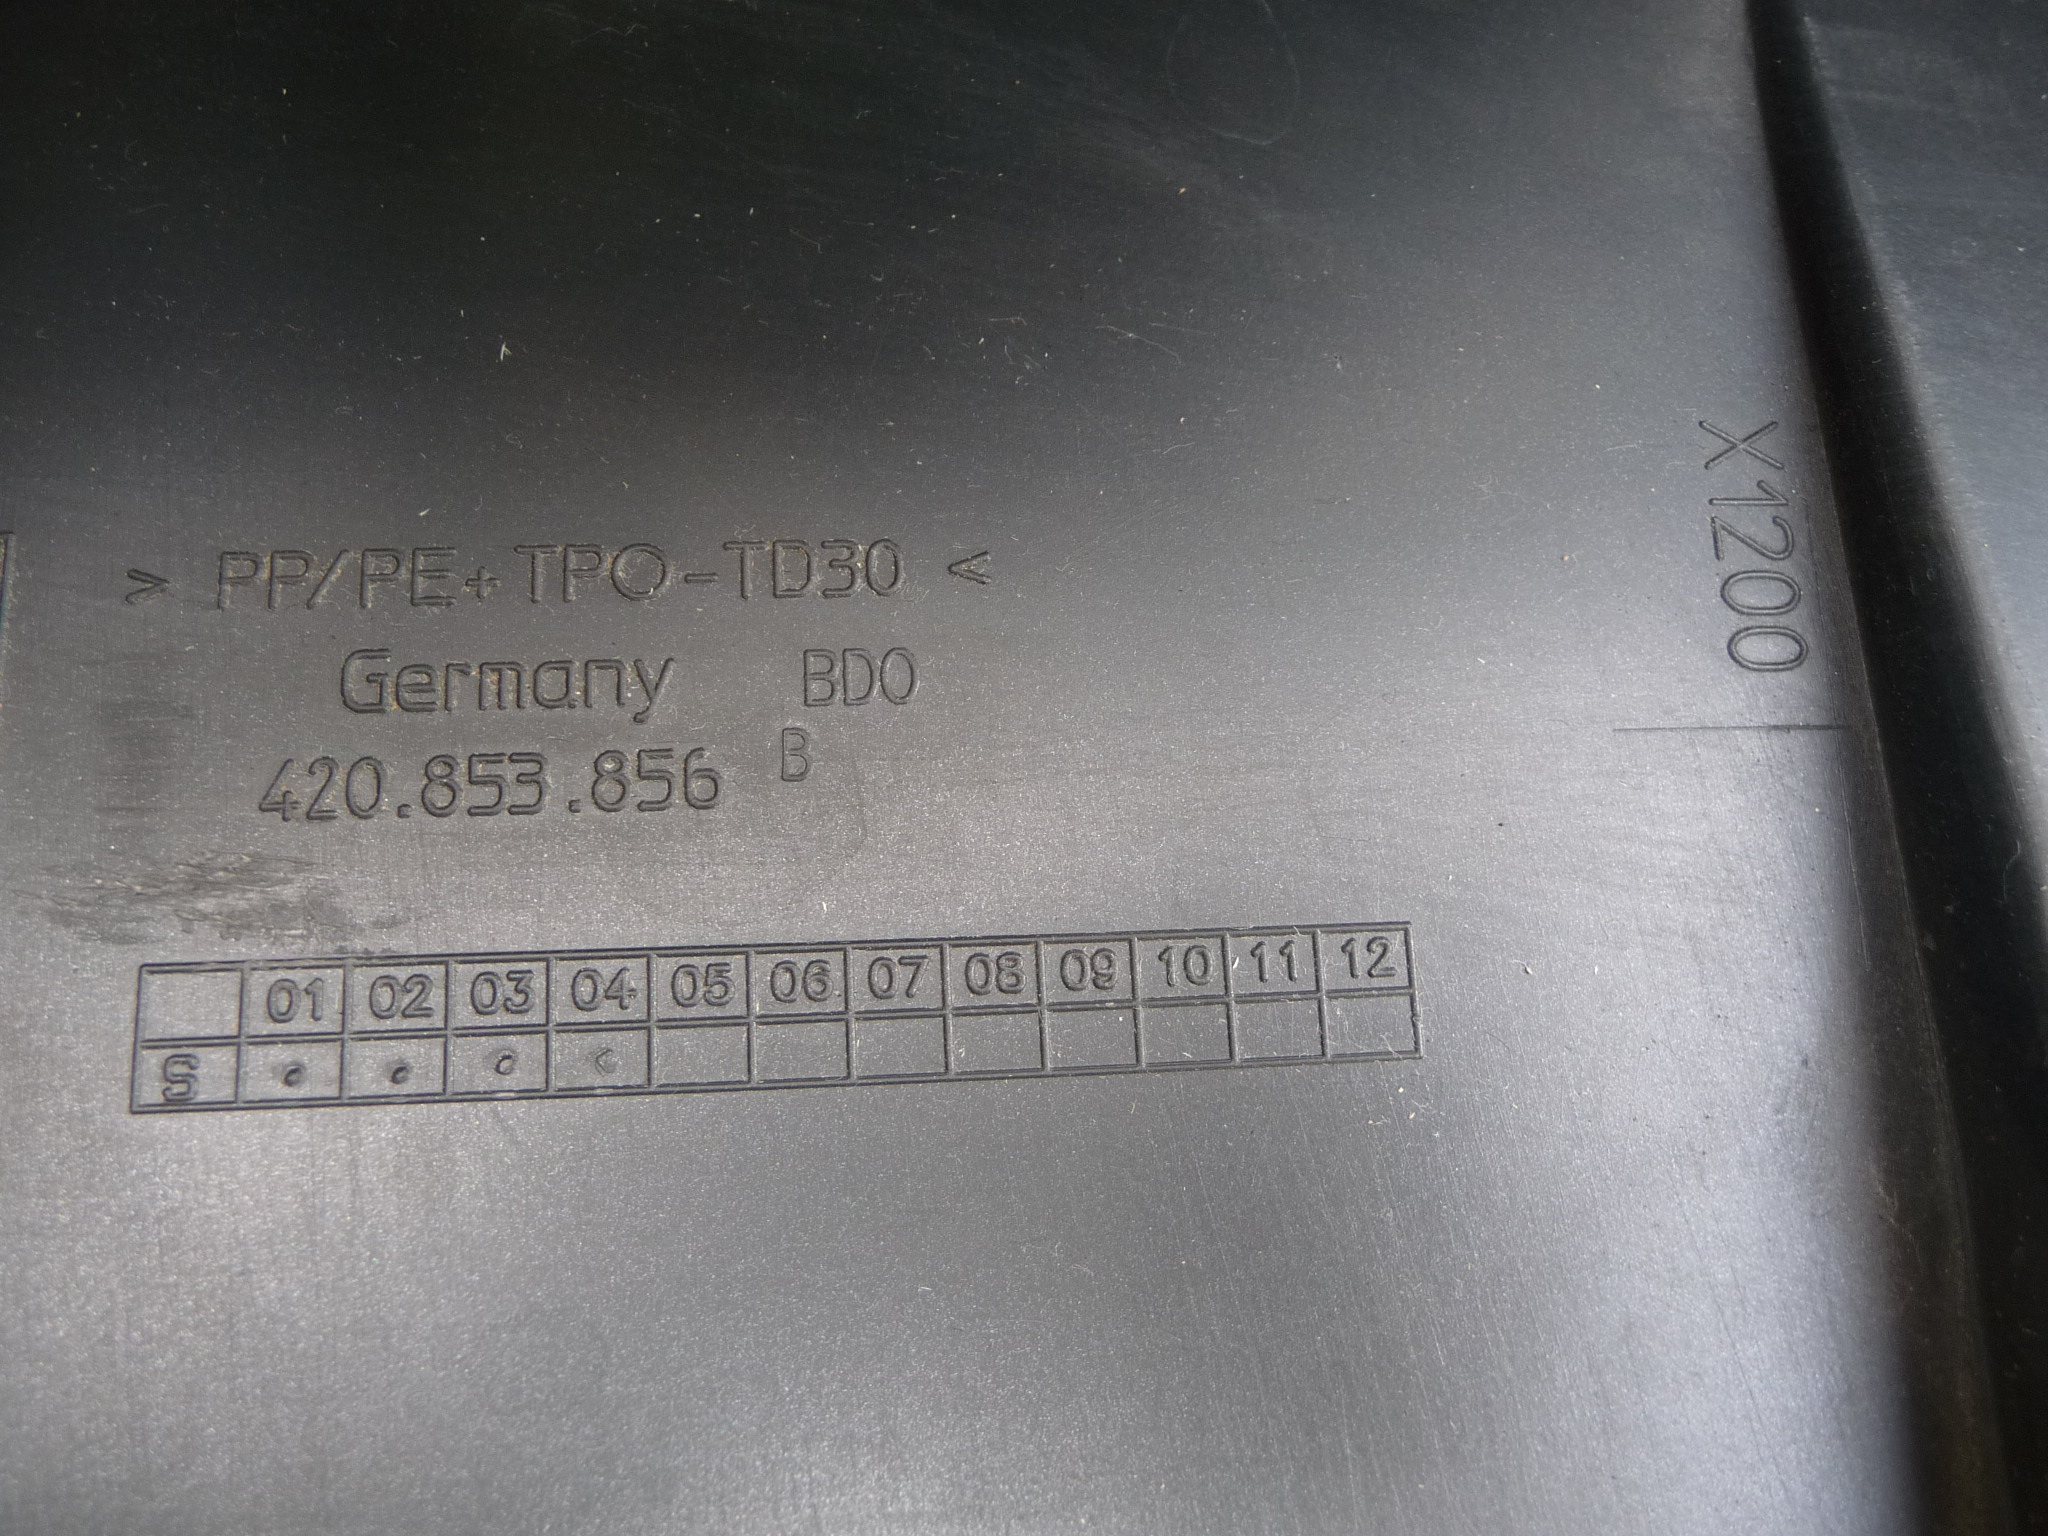 > PP/PE+TPO-TD30 <
Germany BDO
420.853.856 B
01 02 03 04 05 06 07 08 09 10 11 12
S
X1200